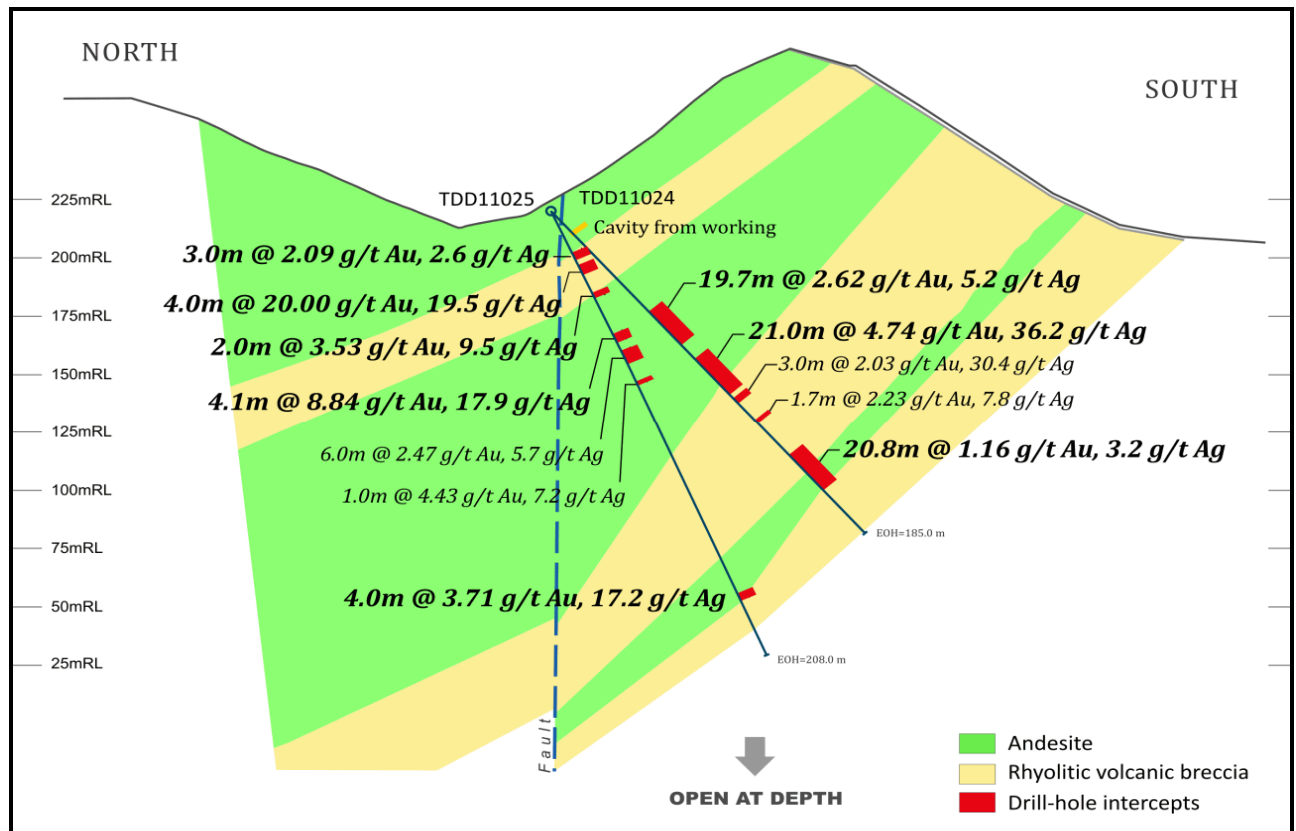 NORTH
SOUTH
225mRL
200mRL
175mRL
150mRL
125mRL
100mRL
75mRL
50mRL
25mRL
TDD11025
TDD11024
Cavity from working
3.0m @ 2.09 g/t Au, 2.6 g/t Ag
4.0m @ 20.00 g/t Au, 19.5 g/t Ag
2.0m @ 3.53 g/t Au, 9.5 g/t Ag
4.1m @ 8.84 g/t Au, 17.9 g/t Ag
6.0m @ 2.47 g/t Au, 5.7 g/t Ag
1.0m @ 4.43 g/t Au, 7.2 g/t Ag
4.0m @ 3.71 g/t Au, 17.2 g/t Ag
19.7m @ 2.62 g/t Au, 5.2 g/t Ag
21.0m @ 4.74 g/t Au, 36.2 g/t Ag
3.0m @ 2.03 g/t Au, 30.4 g/t Ag
1.7m @ 2.23 g/t Au, 7.8 g/t Ag
20.8m @ 1.16 g/t Au, 3.2 g/t Ag
EOH=185.0 m
EOH=208.0 m
Fault
OPEN AT DEPTH
Andesite
Rhyolitic volcanic breccia
Drill-hole intercepts